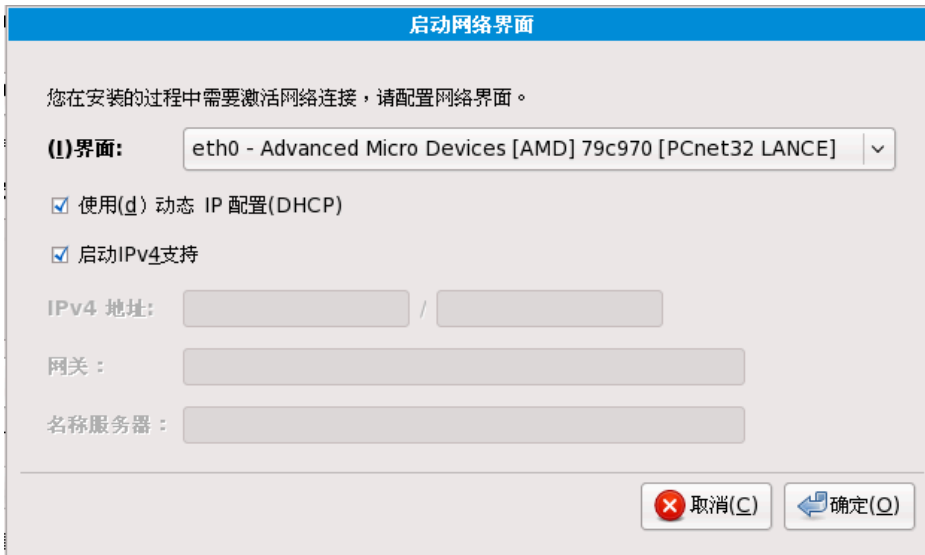 启动网络界面
您在安装的过程中需要激活网络连接，请配置网络界面。
(I)界面: eth0 - Advanced Micro Devices [AMD] 79c970 [PCnet32 LANCE]
使用(d) 动态 IP 配置(DHCP)
启动IPv4支持
IPv4 地址: /
网关：
名称服务器：
取消(C) 确定(O)